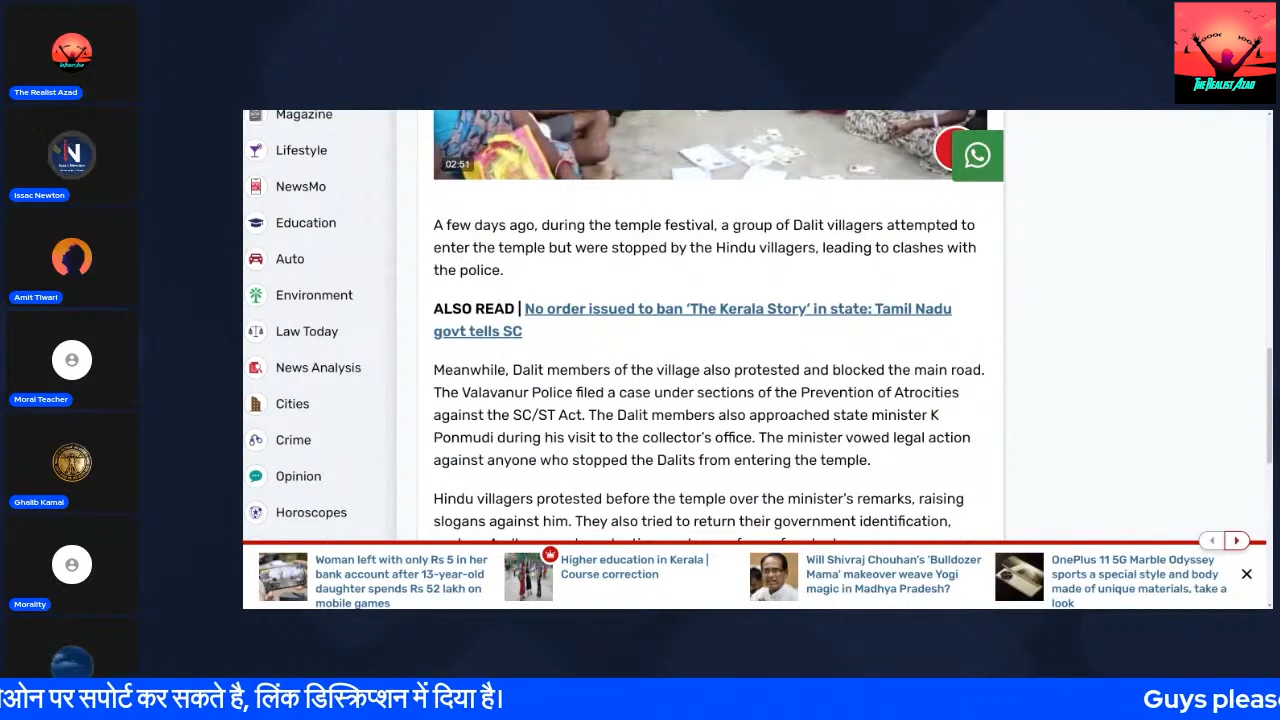 The Realist Azad
Issac Newton
Amit Tiwari
Moral Teacher
Ghalib Kamal
Morality
THE REALIST AZAD
Magazine
Lifestyle
NewsMo
Education
Auto
Environment
Law Today
News Analysis
Cities
Crime
Opinion
Horoscopes
02:51
A few days ago, during the temple festival, a group of Dalit villagers attempted to
enter the temple but were stopped by the Hindu villagers, leading to clashes with
the police.
ALSO READ | No order issued to ban ‘The Kerala Story’ in state: Tamil Nadu
govt tells SC
Meanwhile, Dalit members of the village also protested and blocked the main road.
The Valavanur Police filed a case under sections of the Prevention of Atrocities
against the SC/ST Act. The Dalit members also approached state minister K
Ponmudi during his visit to the collector’s office. The minister vowed legal action
against anyone who stopped the Dalits from entering the temple.
Hindu villagers protested before the temple over the minister’s remarks, raising
slogans against him. They also tried to return their government identification,
Woman left with only Rs 5 in her
bank account after 13-year-old
daughter spends Rs 52 lakh on
mobile games
Higher education in Kerala |
Course correction
Will Shivraj Chouhan’s 'Bulldozer
Mama' makeover weave Yogi
magic in Madhya Pradesh?
OnePlus 11 5G Marble Odyssey
sports a special style and body
made of unique materials, take a
look
पर सपोर्ट कर सकते है, लिंक डिस्क्रिप्शन में दिया है।
Guys please